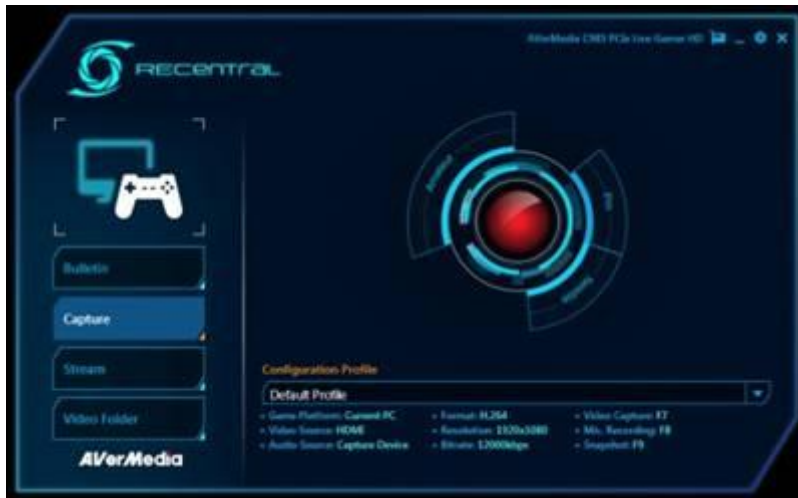 RECENTRAL
AVerMedia C985 PCIe Live Gamer HD
Bulletin
Capture
Stream
Video Folder
AVerMedia
Configuration Profile
Default Profile
Game Platform: Current PC
Format: H.264
Video Capture: F7
Video Source: HDMI
Resolution: 1920x1080
Mic. Recording: F8
Audio Source: Capture Device
Bitrate: 12000kbps
Snapshot: F9